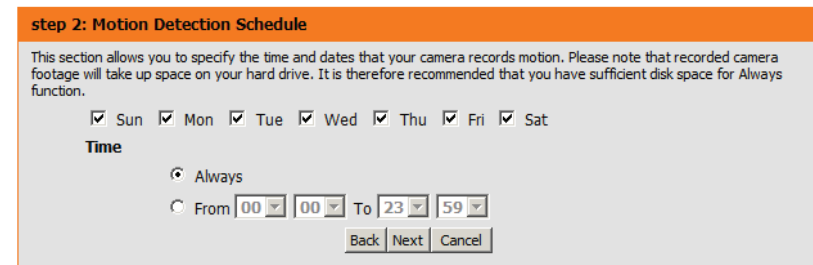 step 2: Motion Detection Schedule
This section allows you to specify the time and dates that your camera records motion. Please note that recorded camera
footage will take up space on your hard drive. It is therefore recommended that you have sufficient disk space for Always
function.
Sun Mon Tue Wed Thu Fri Sat
Time
Always
From 00 00 To 23 59
Back Next Cancel